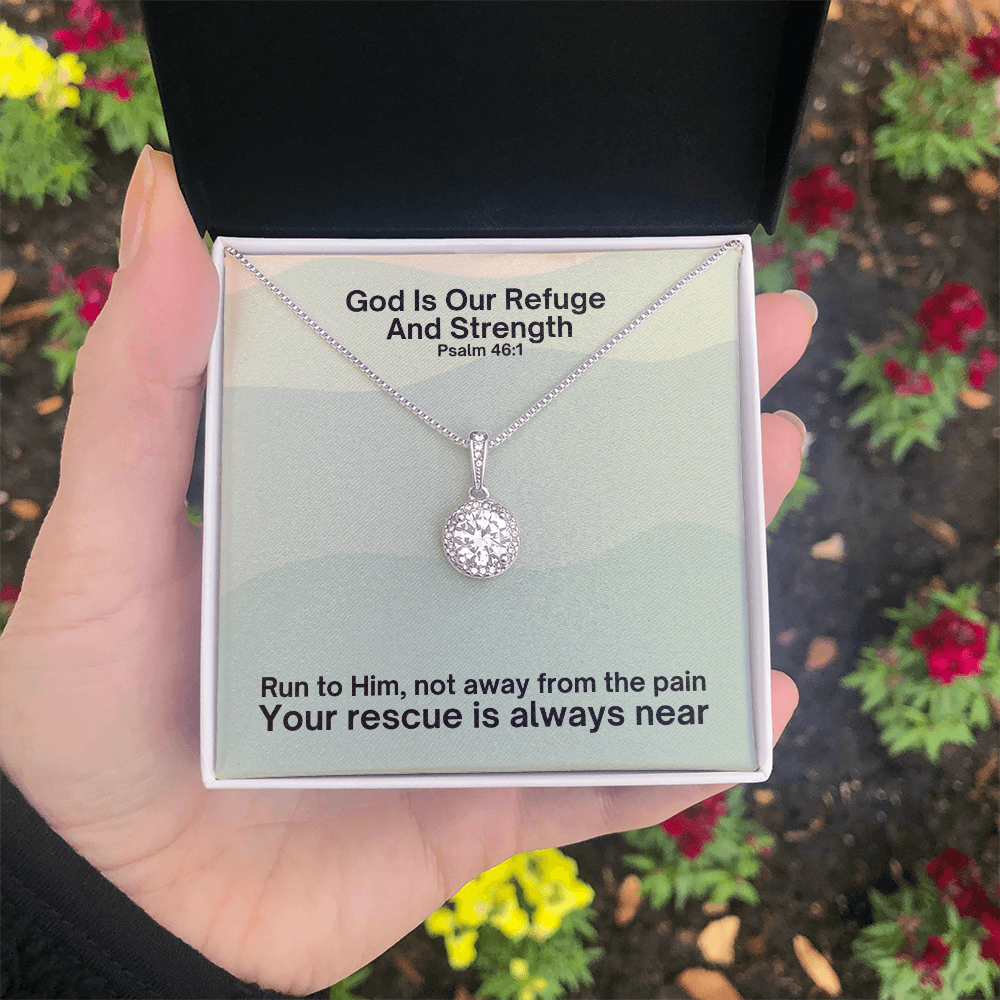 God Is Our Refuge
And Strength
Psalm 46:1
Run to Him, not away from the pain
Your rescue is always near